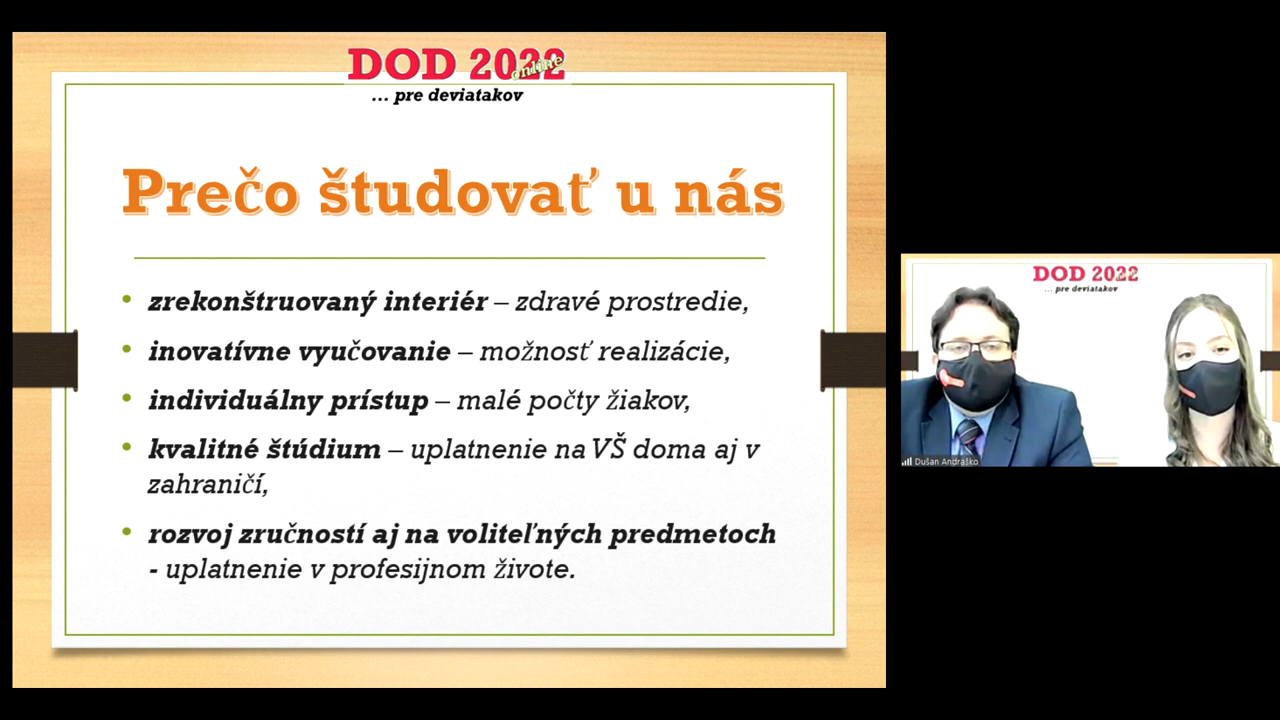 DOD 2022
online
... pre deviatakov
Prečo študovať u nás
• zrekonštruovaný interiér – zdravé prostredie,
• inovatívne vyučovanie – možnosť realizácie,
• individuálny prístup – malé počty žiakov,
• kvalitné štúdium – uplatnenie na VŠ doma aj v
zahraničí,
• rozvoj zručností aj na voliteľných predmetoch
- uplatnenie v profesijnom živote.
DOD 2022
... pre deviatakov
Dušan Andraško